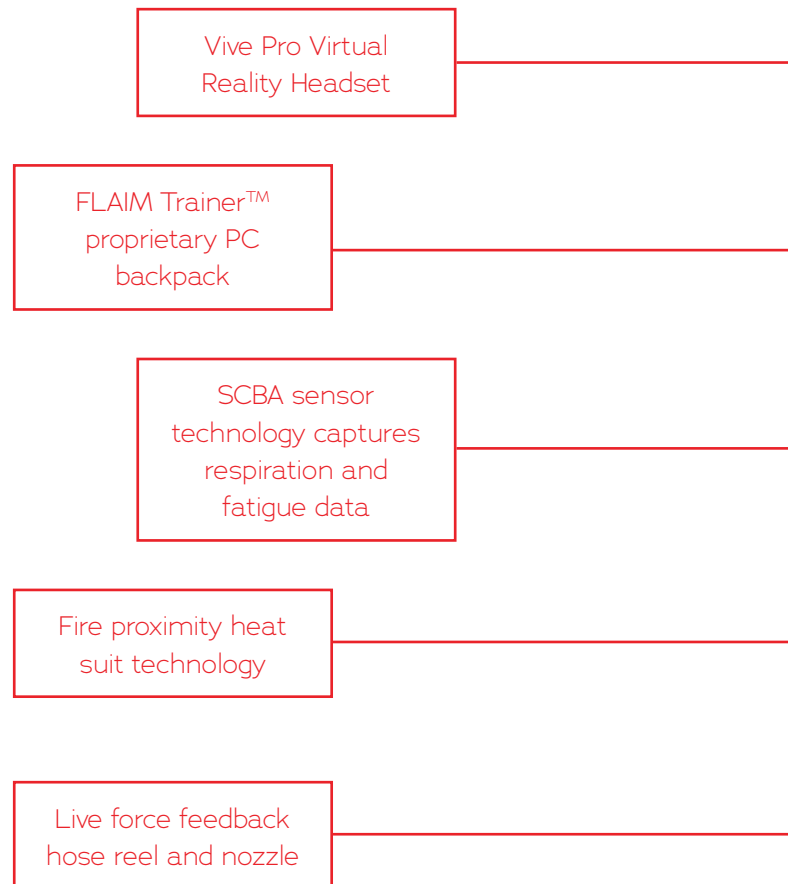 Vive Pro Virtual
Reality Headset
FLAIM Trainer™
proprietary PC
backpack
SCBA sensor
technology captures
respiration and
fatigue data
Fire proximity heat
suit technology
Live force feedback
hose reel and nozzle